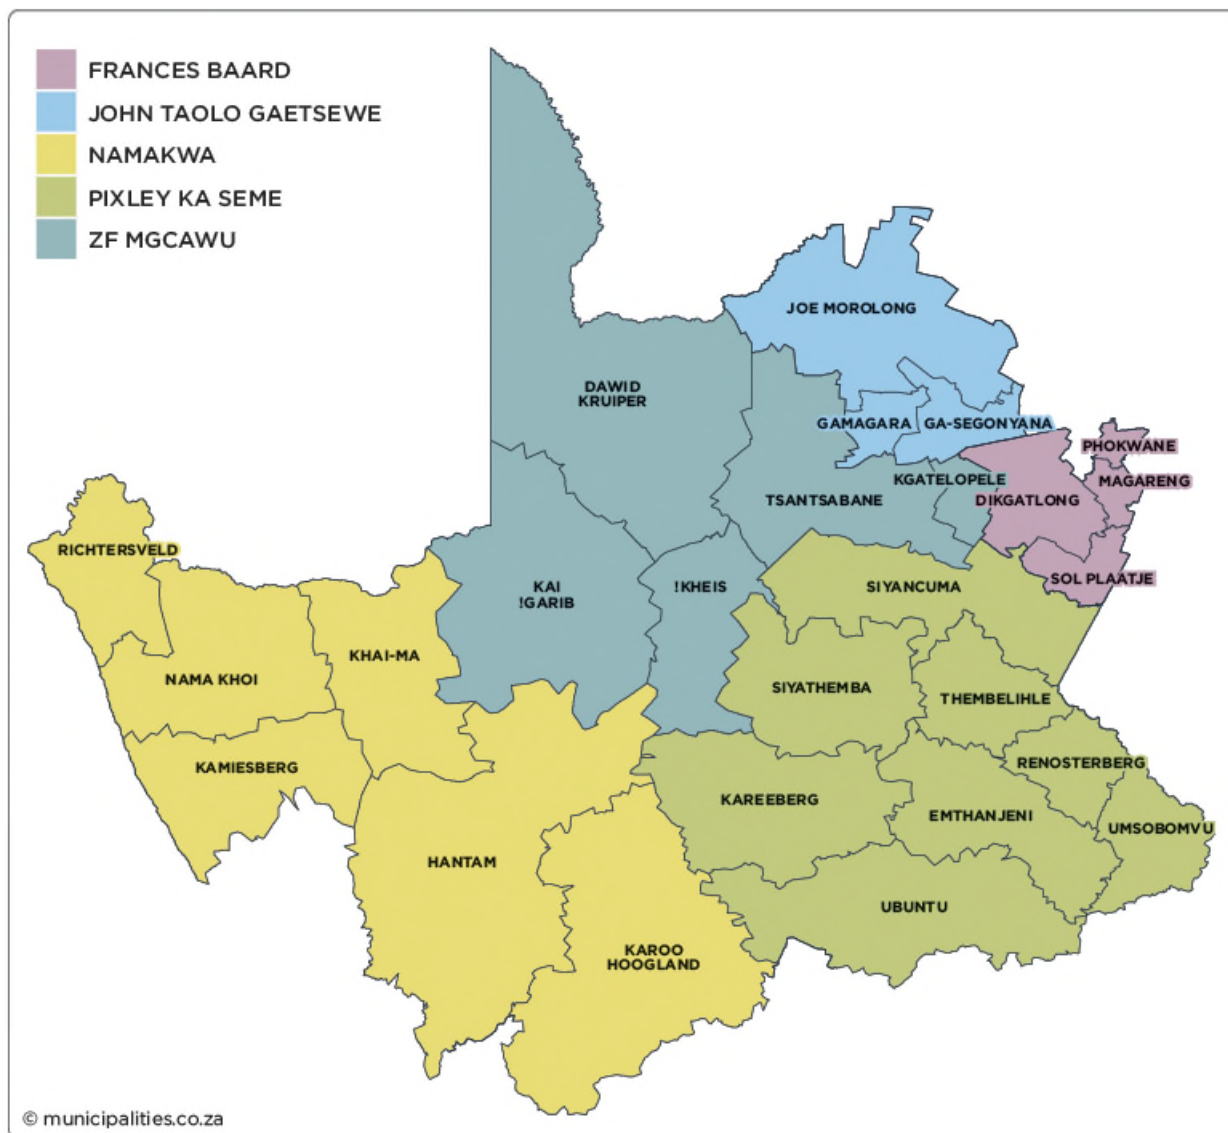 FRANCES BAARD
JOHN TAOLO GAETSEWE
NAMAKWA
PIXLEY KA SEME
ZF MGCAWU
JOE MOROLONG
DAWID
KRUIPER
GAMAGARA
GA-SEGONYANA
PHOKWANE
KGATELOPELE
MAGARENG
TSANTSABANE
DIKGATLONG
RICHTERSVELD
KAI
!GARIB
!KHEIS
SIYANCUMA
SOL PLAATJE
KHAI-MA
NAMA KHOI
SIYATHEMBA
THEMBELIHLE
KAMIESBERG
RENOSTERBERG
KAREEBERG
EMTHANJENI
UMSOBOMVU
HANTAM
UBUNTU
KAROO
HOOGLAND
© municipalities.co.za